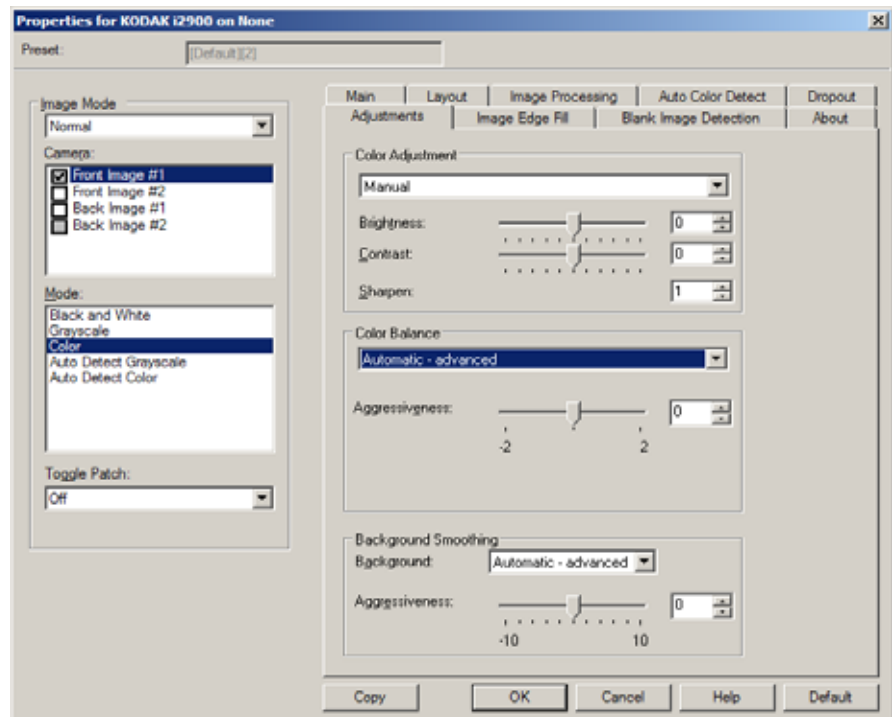 Properties for KODAK i2900 on None
Preset: [Default][2]
Image Mode
Normal
Camera:
Front Image #1
Front Image #2
Back Image #1
Back Image #2
Mode:
Black and White
Grayscale
Color
Auto Detect Grayscale
Auto Detect Color
Toggle Patch:
Off
Main Layout Image Processing Auto Color Detect Dropout
Adjustments Image Edge Fill Blank Image Detection About
Color Adjustment
Manual
Brightness: 0
Contrast: 0
Sharpen: 1
Color Balance
Automatic - advanced
Aggressiveness: 0
-2 2
Background Smoothing
Background: Automatic - advanced
Aggressiveness: 0
-10 10
Copy OK Cancel Help Default